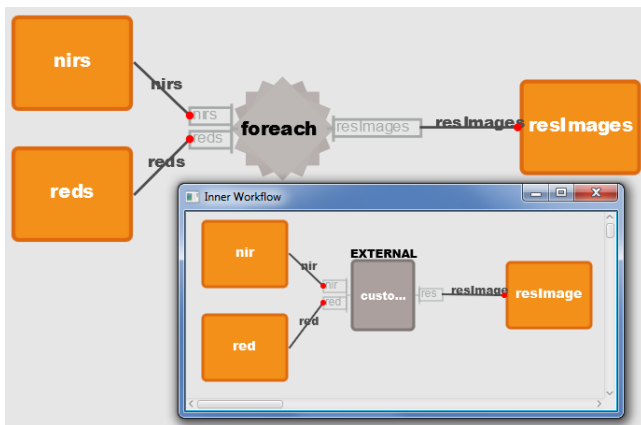 nirs
nirs
nirs
foreach
resImages
resImages
resImages
reds
reds
reds
Inner Workflow
nir
nir
nir
EXTERNAL
custo...
res
resImage
resImage
red
red
red